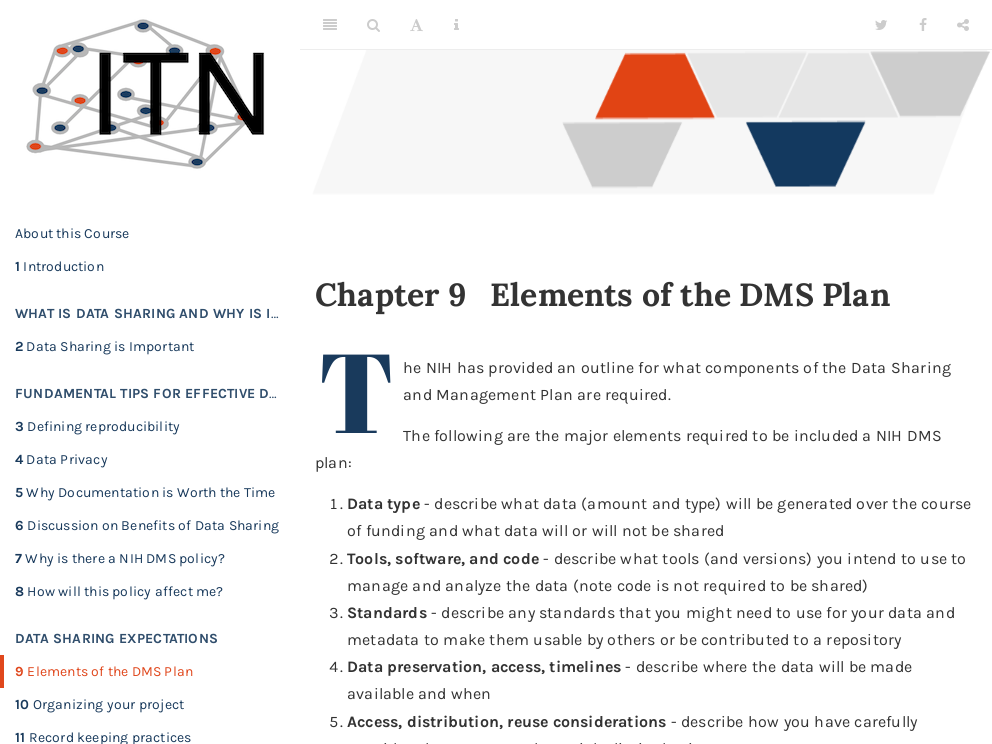 ITN
About this Course
1 Introduction
WHAT IS DATA SHARING AND WHY IS I…
2 Data Sharing is Important
FUNDAMENTAL TIPS FOR EFFECTIVE D…
3 Defining reproducibility
4 Data Privacy
5 Why Documentation is Worth the Time
6 Discussion on Benefits of Data Sharing
7 Why is there a NIH DMS policy?
8 How will this policy affect me?
DATA SHARING EXPECTATIONS
9 Elements of the DMS Plan
10 Organizing your project
11 Record keeping practices
Chapter 9 Elements of the DMS Plan
The NIH has provided an outline for what components of the Data Sharing
and Management Plan are required.
The following are the major elements required to be included a NIH DMS
plan:
1. Data type - describe what data (amount and type) will be generated over the course
of funding and what data will or will not be shared
2. Tools, software, and code - describe what tools (and versions) you intend to use to
manage and analyze the data (note code is not required to be shared)
3. Standards - describe any standards that you might need to use for your data and
metadata to make them usable by others or be contributed to a repository
4. Data preservation, access, timelines - describe where the data will be made
available and when
5. Access, distribution, reuse considerations - describe how you have carefully